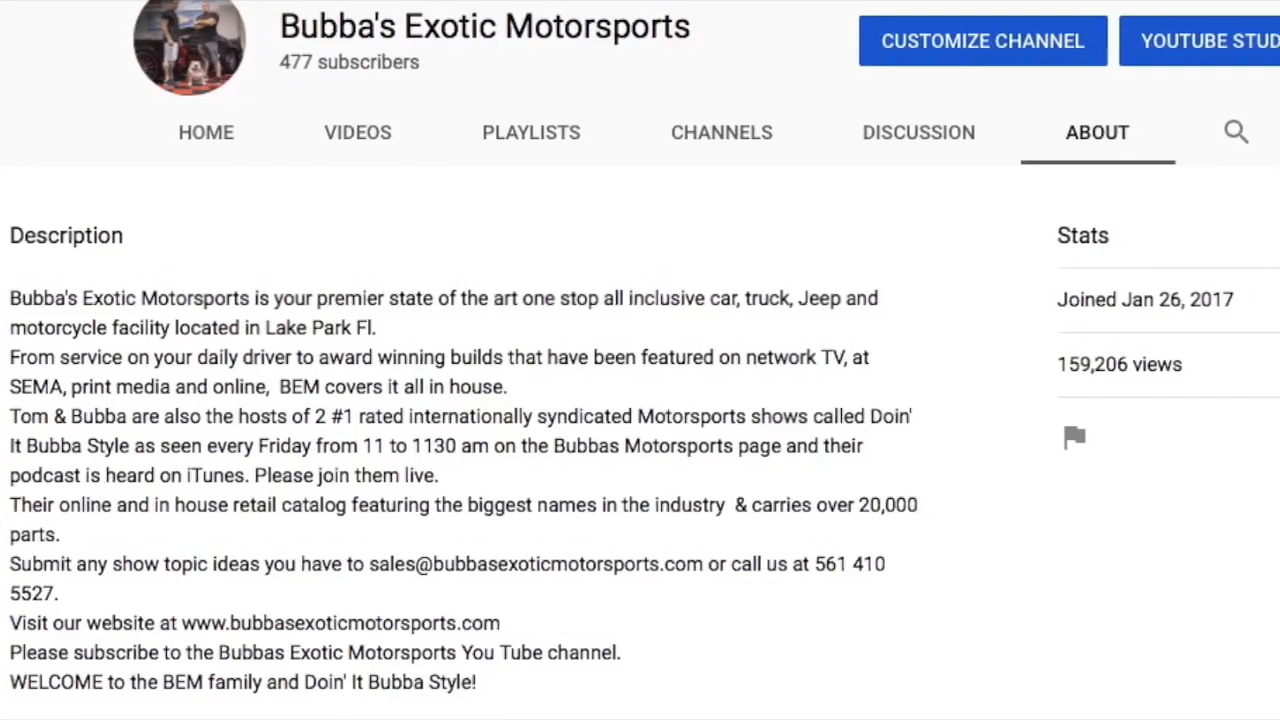 Bubba's Exotic Motorsports
477 subscribers
CUSTOMIZE CHANNEL
YOUTUBE STUD
HOME
VIDEOS
PLAYLISTS
CHANNELS
DISCUSSION
ABOUT
Description
Bubba's Exotic Motorsports is your premier state of the art one stop all inclusive car, truck, Jeep and
motorcycle facility located in Lake Park Fl.
From service on your daily driver to award winning builds that have been featured on network TV, at
SEMA, print media and online,  BEM covers it all in house.
Tom & Bubba are also the hosts of 2 #1 rated internationally syndicated Motorsports shows called Doin'
It Bubba Style as seen every Friday from 11 to 1130 am on the Bubbas Motorsports page and their
podcast is heard on iTunes. Please join them live.
Their online and in house retail catalog featuring the biggest names in the industry  & carries over 20,000
parts.
Submit any show topic ideas you have to sales@bubbasexoticmotorsports.com or call us at 561 410
5527.
Visit our website at www.bubbasexoticmotorsports.com
Please subscribe to the Bubbas Exotic Motorsports You Tube channel.
WELCOME to the BEM family and Doin' It Bubba Style!
Stats
Joined Jan 26, 2017
159,206 views